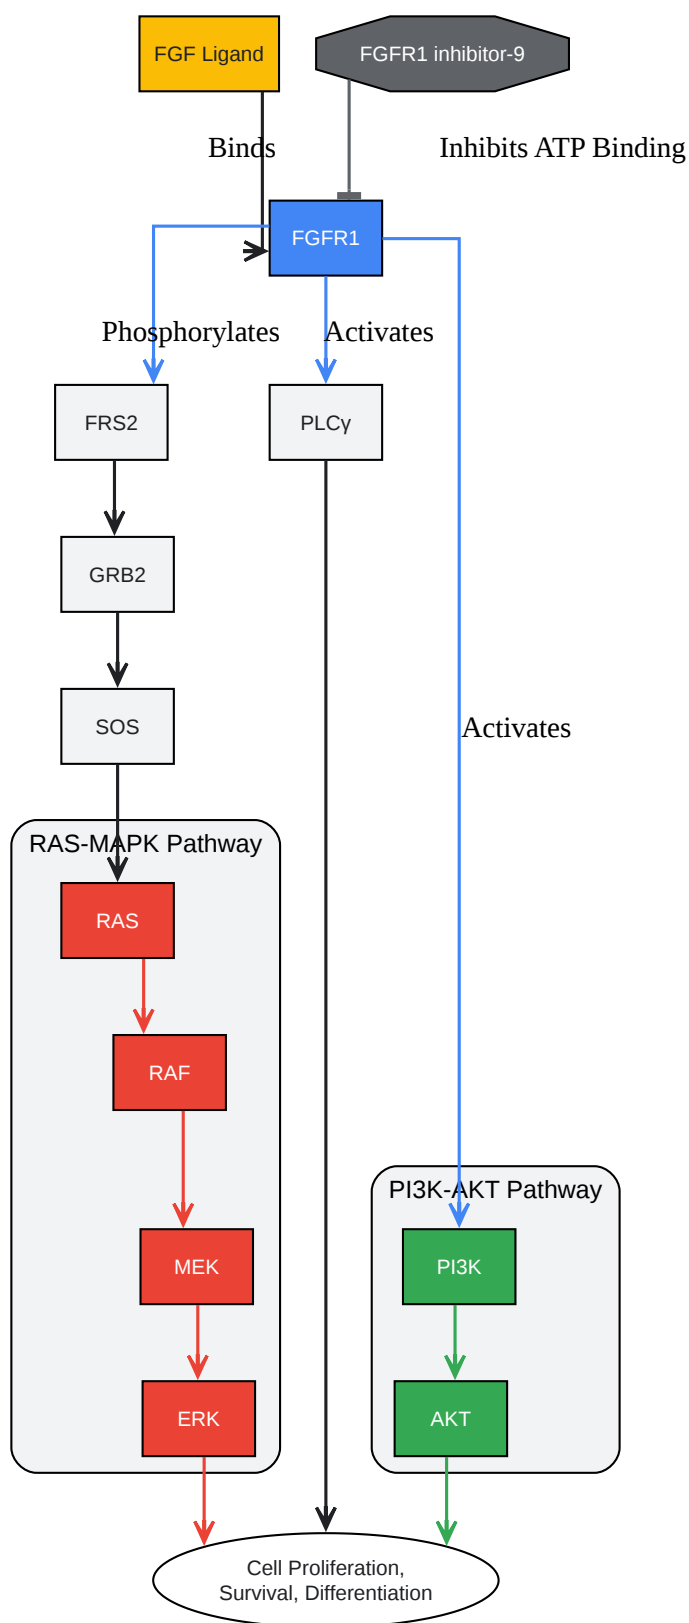 FGF Ligand
FGFR1 inhibitor-9
Binds
Inhibits ATP Binding
FGFR1
Phosphorylates
Activates
FRS2
PLCγ
GRB2
SOS
Activates
RAS-MAPK Pathway
RAS
RAF
PI3K-AKT Pathway
MEK
PI3K
ERK
AKT
Cell Proliferation,
Survival, Differentiation